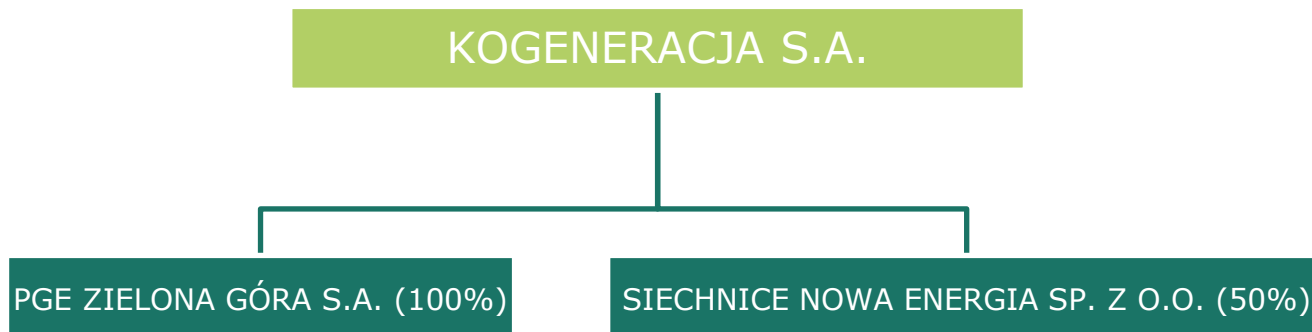 KOGENERACJA S.A.
PGE ZIELONA GÓRA S.A. (100%)
SIECHNICE NOWA ENERGIA SP. Z O.O. (50%)